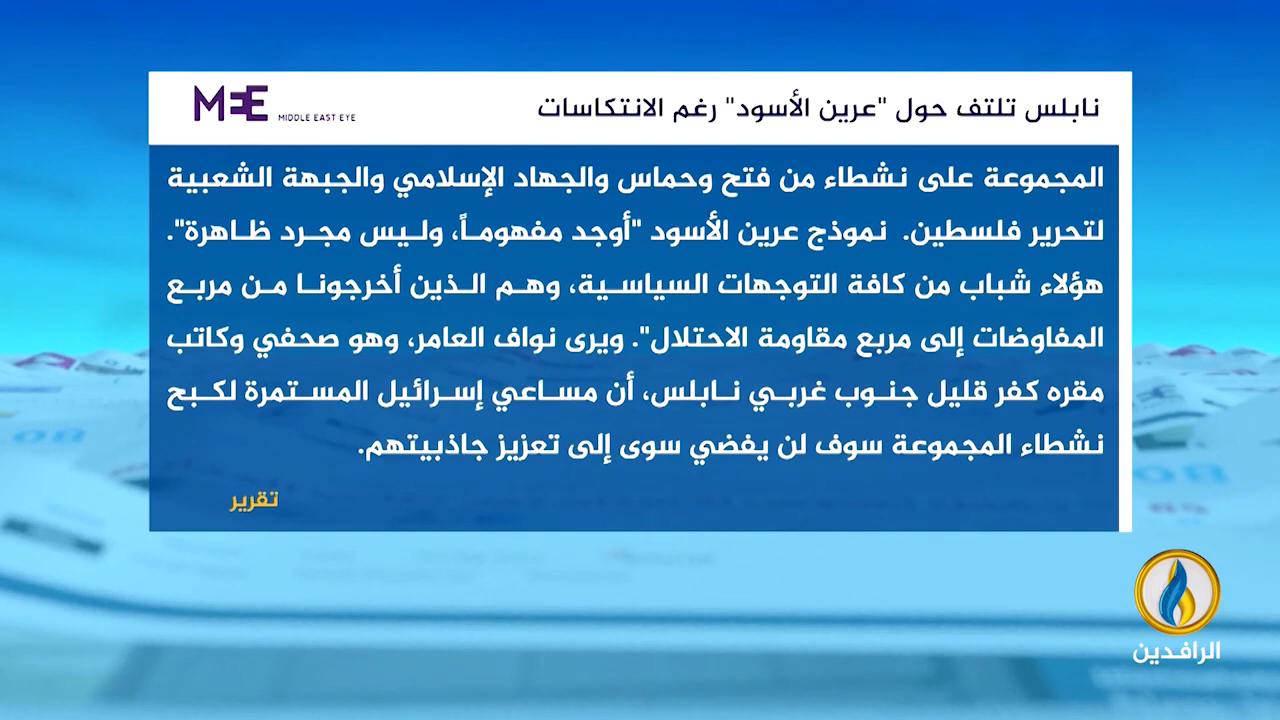 نابلس تلتف حول "عرين الأسود" رغم الانتكاسات
MEE MIDDLE EAST EYE
المجموعة على نشطاء من فتح وحماس والجهاد الإسلامي والجبهة الشعبية
لتحرير فلسطين. نموذج عرين الأسود "أوجد مفهوماً، وليس مجرد ظاهرة".
هؤلاء شباب من كافة التوجهات السياسية، وهم الذين أخرجونا من مربع
المفاوضات إلى مربع مقاومة الاحتلال". ويرى نواف العامر، وهو صحفي وكاتب
مقره كفر قليل جنوب غربي نابلس، أن مساعي إسرائيل المستمرة لكبح
نشطاء المجموعة سوف لن يفضي سوى إلى تعزيز جاذبيتهم.
تقرير
الرافدين